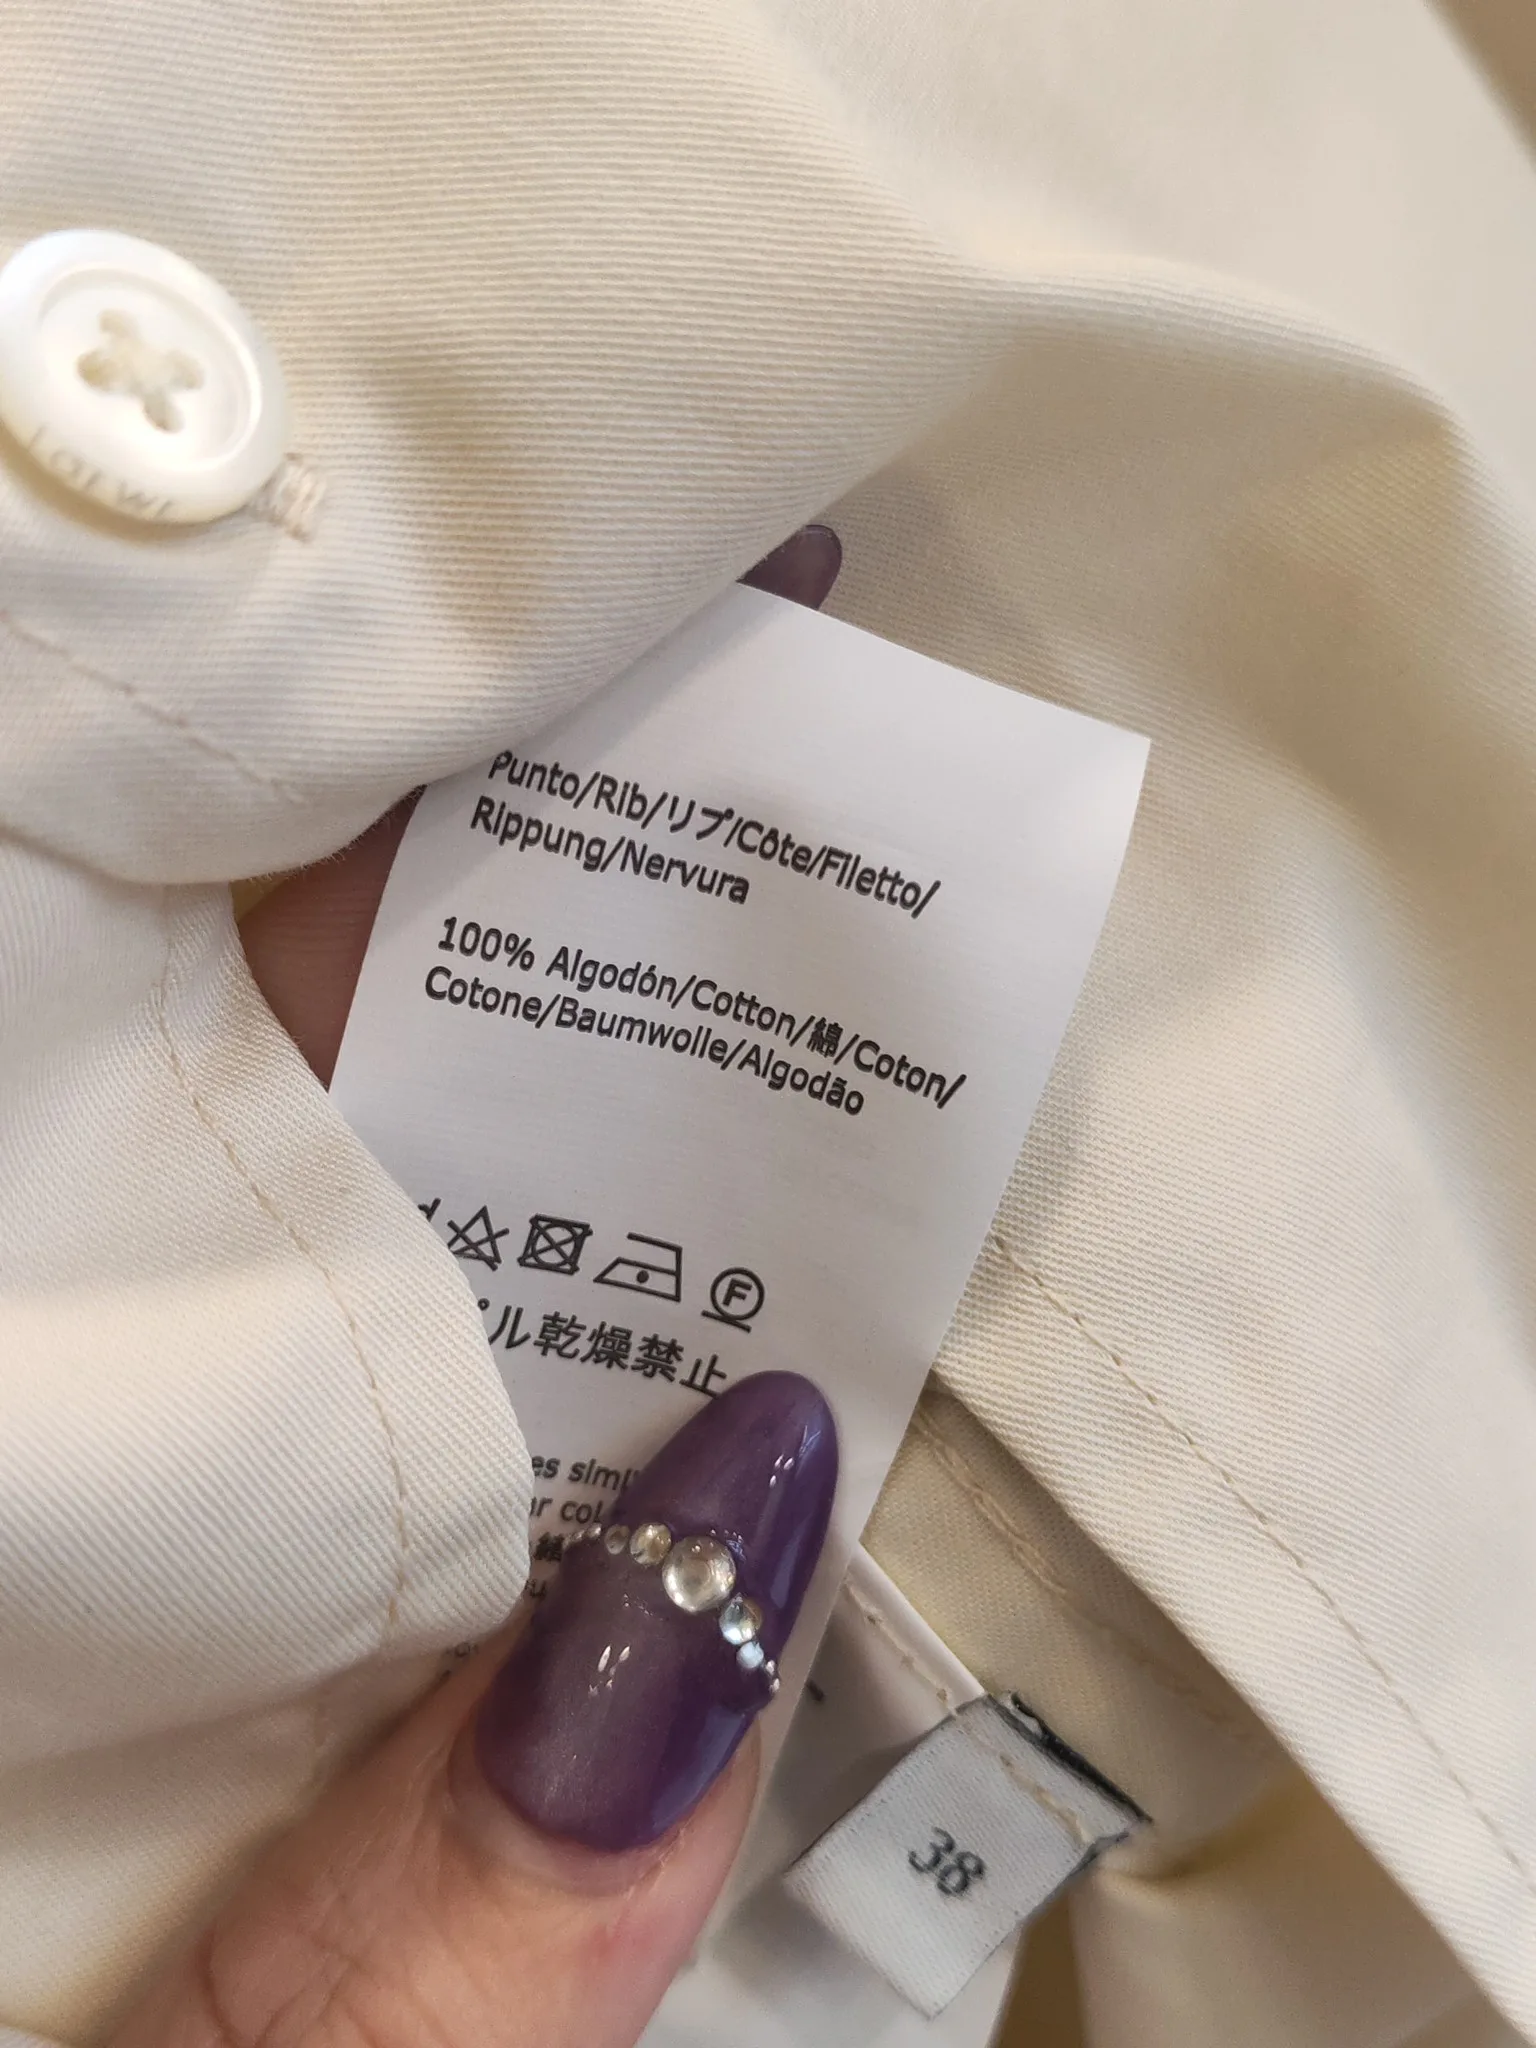 Loewe
Punto/Rib/リブ/Côte/Filetto/
Rippung/Nervura
100% Algodón/Cotton/綿/Coton/
Cotone/Baumwolle/Algodão
F
ル乾燥禁止
38